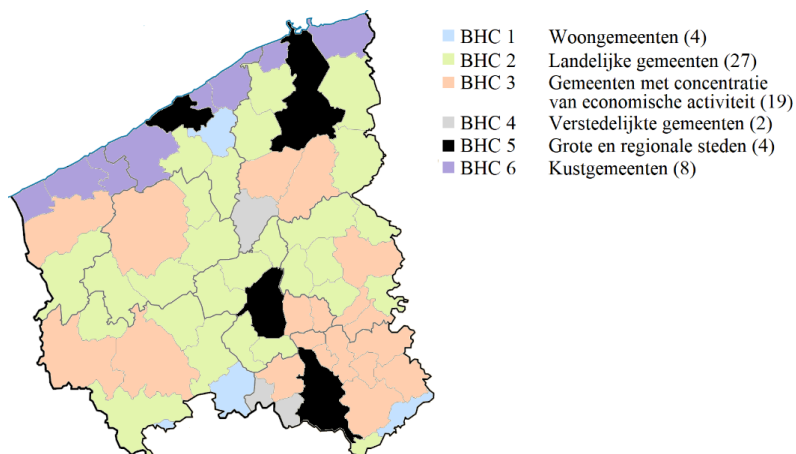 BHC 1 Woongemeenten (4)
BHC 2 Landelijke gemeenten (27)
BHC 3 Gemeenten met concentratie
van economische activiteit (19)
BHC 4 Verstedelijkte gemeenten (2)
BHC 5 Grote en regionale steden (4)
BHC 6 Kustgemeenten (8)